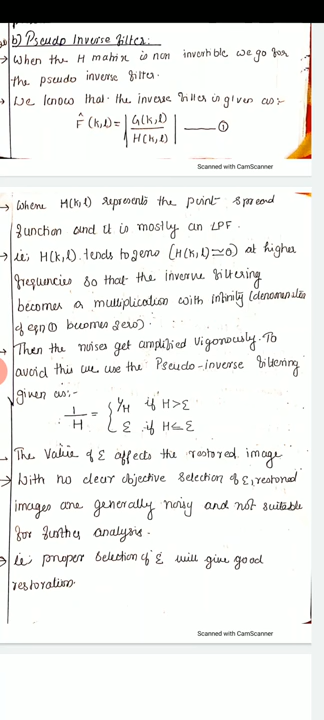 b) Pseudo Inverse filter:
→ When the H matrix is non invertible we go for
the pseudo inverse filter.
→ We know that the inverse filter is given as:-
F̂(k,l) = |G(k,l) / H(k,l)| —— ①
Scanned with CamScanner
→ Where H(k,l) represents the point spread
function and it is mostly an LPF.
→ ie; H(k,l) tends to zero (H(k,l)≃0) at higher
frequencies so that the inverse filtering
becomes a multiplication with infinity (denominator
of eqn ① becomes zero).
→ Then the noises get amplified vigorously. To
avoid this we use the Pseudo-inverse filtering
given as:-
1/H = { 1/H if H>ε
ε if H≤ε
→ The value of ε affects the restored image
→ With no clear objective selection of ε, restored
images are generally noisy and not suitable
for further analysis.
→ ie; proper selection of ε will give good
restoration.
Scanned with CamScanner